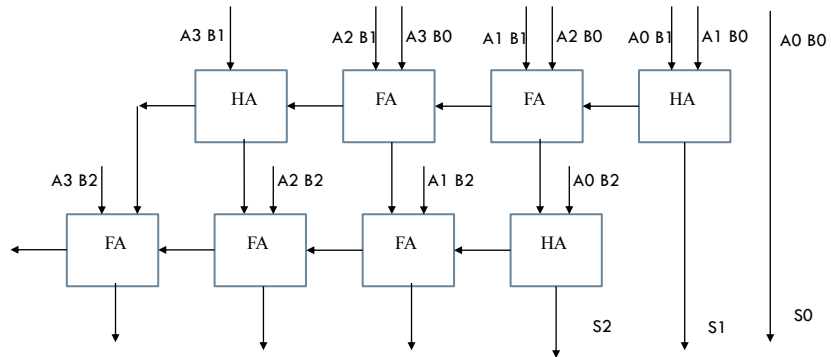 A3 B1
A2 B1
A3 B0
A1 B1
A2 B0
A0 B1
A1 B0
A0 B0
HA
FA
FA
HA
A3 B2
A2 B2
A1 B2
A0 B2
FA
FA
FA
HA
S2
S1
S0